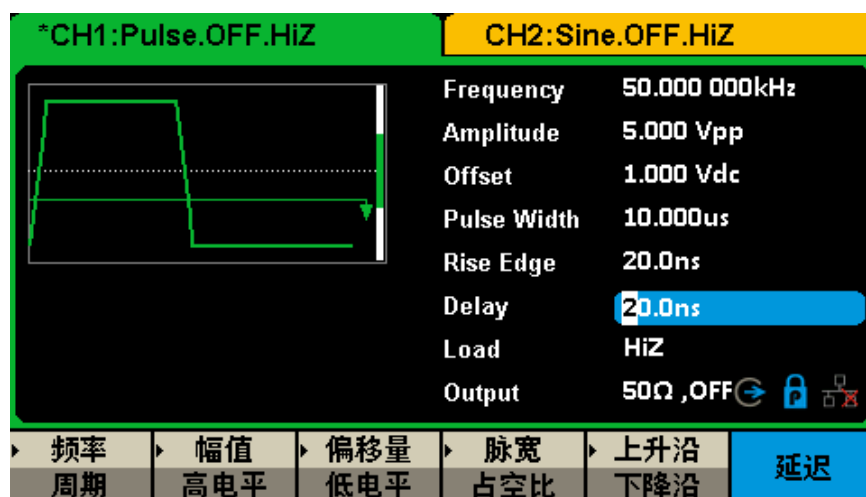 *CH1:Pulse.OFF.HiZ
CH2:Sine.OFF.HiZ
Frequency 50.000 000kHz
Amplitude 5.000 Vpp
Offset 1.000 Vdc
Pulse Width 10.000us
Rise Edge 20.0ns
Delay 20.0ns
Load HiZ
Output 50Ω ,OFF
频率 幅值 偏移量 脉宽 上升沿 延迟
周期 高电平 低电平 占空比 下降沿